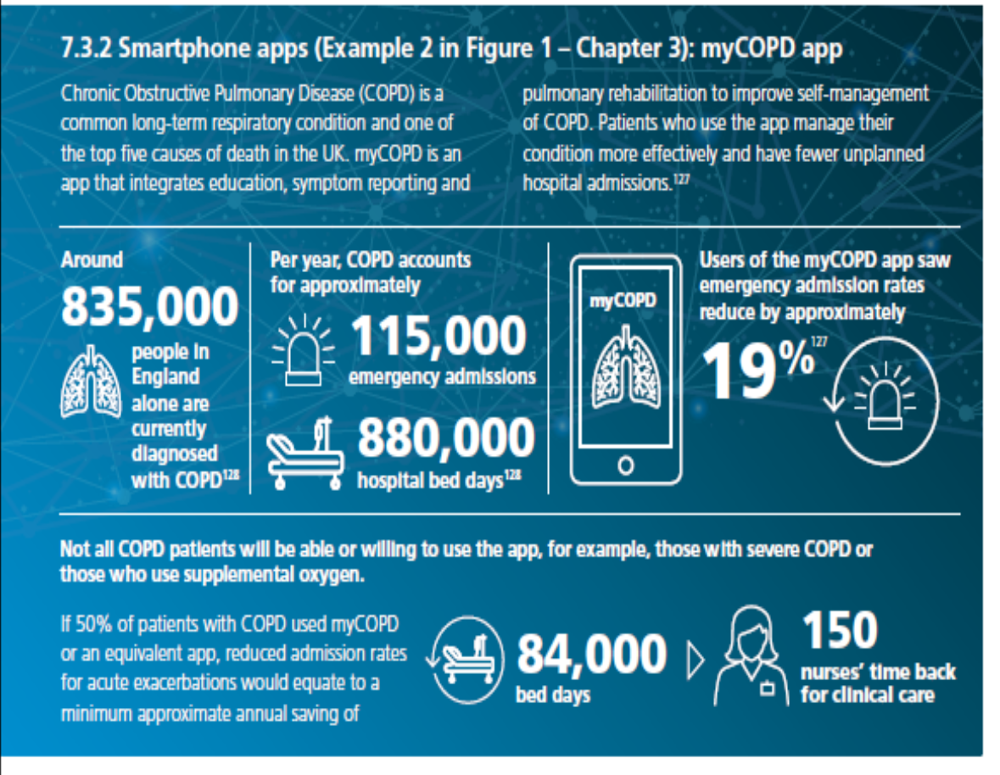 7.3.2 Smartphone apps (Example 2 in Figure 1 – Chapter 3): myCOPD app
Chronic Obstructive Pulmonary Disease (COPD) is a
common long-term respiratory condition and one of
the top five causes of death in the UK. myCOPD is an
app that integrates education, symptom reporting and
pulmonary rehabilitation to improve self-management
of COPD. Patients who use the app manage their
condition more effectively and have fewer unplanned
hospital admissions.127
Around
835,000
people in
England
alone are
currently
diagnosed
with COPD128
Per year, COPD accounts
for approximately
115,000
emergency admissions
880,000
hospital bed days128
myCOPD
Users of the myCOPD app saw
emergency admission rates
reduce by approximately
19%127
Not all COPD patients will be able or willing to use the app, for example, those with severe COPD or
those who use supplemental oxygen.
If 50% of patients with COPD used myCOPD
or an equivalent app, reduced admission rates
for acute exacerbations would equate to a
minimum approximate annual saving of
84,000
bed days
150
nurses’ time back
for clinical care